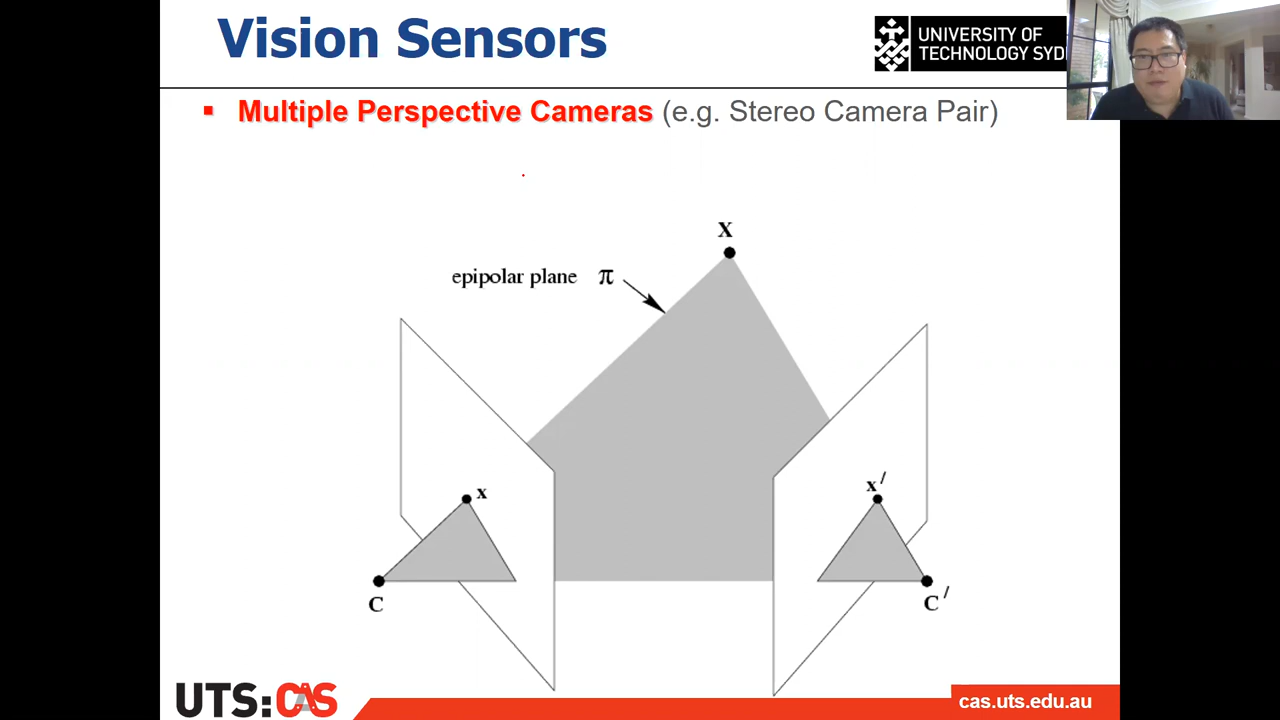 Vision Sensors
UNIVERSITY OF
TECHNOLOGY SYD
▪ Multiple Perspective Cameras (e.g. Stereo Camera Pair)
X
epipolar plane π
x
x /
C
C /
UTS:CAS
cas.uts.edu.au